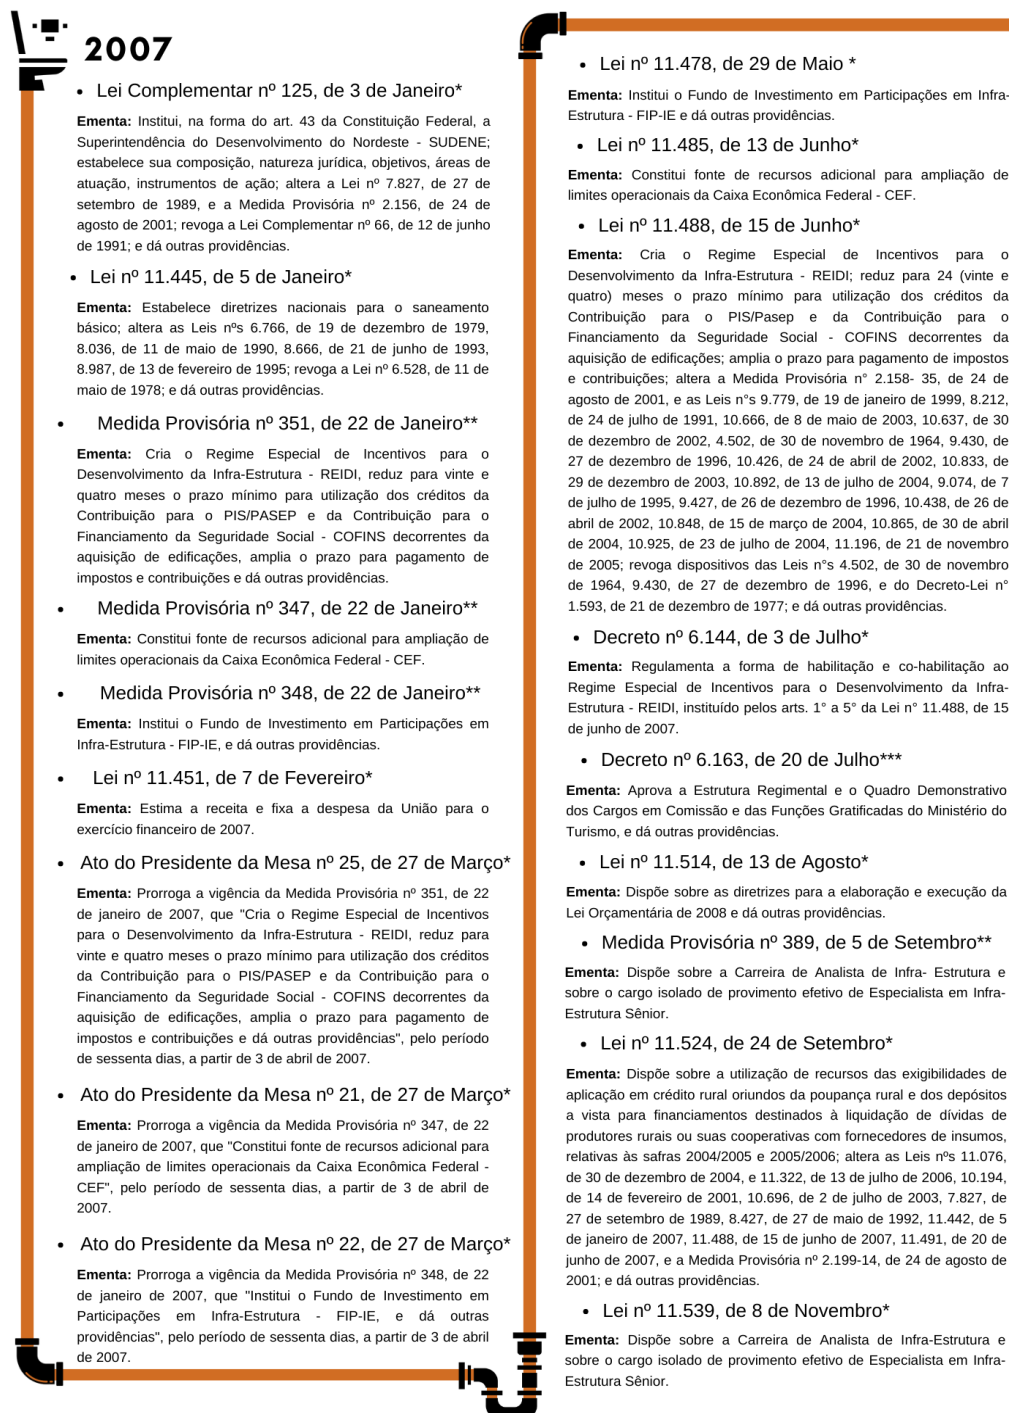 2007
• Lei Complementar nº 125, de 3 de Janeiro*
Ementa: Institui, na forma do art. 43 da Constituição Federal, a
Superintendência do Desenvolvimento do Nordeste - SUDENE;
estabelece sua composição, natureza jurídica, objetivos, áreas de
atuação, instrumentos de ação; altera a Lei nº 7.827, de 27 de
setembro de 1989, e a Medida Provisória nº 2.156, de 24 de
agosto de 2001; revoga a Lei Complementar nº 66, de 12 de junho
de 1991; e dá outras providências.
• Lei nº 11.445, de 5 de Janeiro*
Ementa: Estabelece diretrizes nacionais para o saneamento
básico; altera as Leis nºs 6.766, de 19 de dezembro de 1979,
8.036, de 11 de maio de 1990, 8.666, de 21 de junho de 1993,
8.987, de 13 de fevereiro de 1995; revoga a Lei nº 6.528, de 11 de
maio de 1978; e dá outras providências.
• Medida Provisória nº 351, de 22 de Janeiro**
Ementa: Cria o Regime Especial de Incentivos para o
Desenvolvimento da Infra-Estrutura - REIDI, reduz para vinte e
quatro meses o prazo mínimo para utilização dos créditos da
Contribuição para o PIS/PASEP e da Contribuição para o
Financiamento da Seguridade Social - COFINS decorrentes da
aquisição de edificações, amplia o prazo para pagamento de
impostos e contribuições e dá outras providências.
• Medida Provisória nº 347, de 22 de Janeiro**
Ementa: Constitui fonte de recursos adicional para ampliação de
limites operacionais da Caixa Econômica Federal - CEF.
• Medida Provisória nº 348, de 22 de Janeiro**
Ementa: Institui o Fundo de Investimento em Participações em
Infra-Estrutura - FIP-IE, e dá outras providências.
• Lei nº 11.451, de 7 de Fevereiro*
Ementa: Estima a receita e fixa a despesa da União para o
exercício financeiro de 2007.
• Ato do Presidente da Mesa nº 25, de 27 de Março*
Ementa: Prorroga a vigência da Medida Provisória nº 351, de 22
de janeiro de 2007, que "Cria o Regime Especial de Incentivos
para o Desenvolvimento da Infra-Estrutura - REIDI, reduz para
vinte e quatro meses o prazo mínimo para utilização dos créditos
da Contribuição para o PIS/PASEP e da Contribuição para o
Financiamento da Seguridade Social - COFINS decorrentes da
aquisição de edificações, amplia o prazo para pagamento de
impostos e contribuições e dá outras providências", pelo período
de sessenta dias, a partir de 3 de abril de 2007.
• Ato do Presidente da Mesa nº 21, de 27 de Março*
Ementa: Prorroga a vigência da Medida Provisória nº 347, de 22
de janeiro de 2007, que "Constitui fonte de recursos adicional para
ampliação de limites operacionais da Caixa Econômica Federal -
CEF", pelo período de sessenta dias, a partir de 3 de abril de
2007.
• Ato do Presidente da Mesa nº 22, de 27 de Março*
Ementa: Prorroga a vigência da Medida Provisória nº 348, de 22
de janeiro de 2007, que "Institui o Fundo de Investimento em
Participações em Infra-Estrutura - FIP-IE, e dá outras
providências", pelo período de sessenta dias, a partir de 3 de abril
de 2007.
• Lei nº 11.478, de 29 de Maio *
Ementa: Institui o Fundo de Investimento em Participações em Infra-
Estrutura - FIP-IE e dá outras providências.
• Lei nº 11.485, de 13 de Junho*
Ementa: Constitui fonte de recursos adicional para ampliação de
limites operacionais da Caixa Econômica Federal - CEF.
• Lei nº 11.488, de 15 de Junho*
Ementa: Cria o Regime Especial de Incentivos para o
Desenvolvimento da Infra-Estrutura - REIDI; reduz para 24 (vinte e
quatro) meses o prazo mínimo para utilização dos créditos da
Contribuição para o PIS/Pasep e da Contribuição para o
Financiamento da Seguridade Social - COFINS decorrentes da
aquisição de edificações; amplia o prazo para pagamento de impostos
e contribuições; altera a Medida Provisória n° 2.158- 35, de 24 de
agosto de 2001, e as Leis n°s 9.779, de 19 de janeiro de 1999, 8.212,
de 24 de julho de 1991, 10.666, de 8 de maio de 2003, 10.637, de 30
de dezembro de 2002, 4.502, de 30 de novembro de 1964, 9.430, de
27 de dezembro de 1996, 10.426, de 24 de abril de 2002, 10.833, de
29 de dezembro de 2003, 10.892, de 13 de julho de 2004, 9.074, de 7
de julho de 1995, 9.427, de 26 de dezembro de 1996, 10.438, de 26 de
abril de 2002, 10.848, de 15 de março de 2004, 10.865, de 30 de abril
de 2004, 10.925, de 23 de julho de 2004, 11.196, de 21 de novembro
de 2005; revoga dispositivos das Leis n°s 4.502, de 30 de novembro
de 1964, 9.430, de 27 de dezembro de 1996, e do Decreto-Lei n°
1.593, de 21 de dezembro de 1977; e dá outras providências.
• Decreto nº 6.144, de 3 de Julho*
Ementa: Regulamenta a forma de habilitação e co-habilitação ao
Regime Especial de Incentivos para o Desenvolvimento da Infra-
Estrutura - REIDI, instituído pelos arts. 1° a 5° da Lei n° 11.488, de 15
de junho de 2007.
• Decreto nº 6.163, de 20 de Julho***
Ementa: Aprova a Estrutura Regimental e o Quadro Demonstrativo
dos Cargos em Comissão e das Funções Gratificadas do Ministério do
Turismo, e dá outras providências.
• Lei nº 11.514, de 13 de Agosto*
Ementa: Dispõe sobre as diretrizes para a elaboração e execução da
Lei Orçamentária de 2008 e dá outras providências.
• Medida Provisória nº 389, de 5 de Setembro**
Ementa: Dispõe sobre a Carreira de Analista de Infra- Estrutura e
sobre o cargo isolado de provimento efetivo de Especialista em Infra-
Estrutura Sênior.
• Lei nº 11.524, de 24 de Setembro*
Ementa: Dispõe sobre a utilização de recursos das exigibilidades de
aplicação em crédito rural oriundos da poupança rural e dos depósitos
a vista para financiamentos destinados à liquidação de dívidas de
produtores rurais ou suas cooperativas com fornecedores de insumos,
relativas às safras 2004/2005 e 2005/2006; altera as Leis nºs 11.076,
de 30 de dezembro de 2004, e 11.322, de 13 de julho de 2006, 10.194,
de 14 de fevereiro de 2001, 10.696, de 2 de julho de 2003, 7.827, de
27 de setembro de 1989, 8.427, de 27 de maio de 1992, 11.442, de 5
de janeiro de 2007, 11.488, de 15 de junho de 2007, 11.491, de 20 de
junho de 2007, e a Medida Provisória nº 2.199-14, de 24 de agosto de
2001; e dá outras providências.
• Lei nº 11.539, de 8 de Novembro*
Ementa: Dispõe sobre a Carreira de Analista de Infra-Estrutura e
sobre o cargo isolado de provimento efetivo de Especialista em Infra-
Estrutura Sênior.